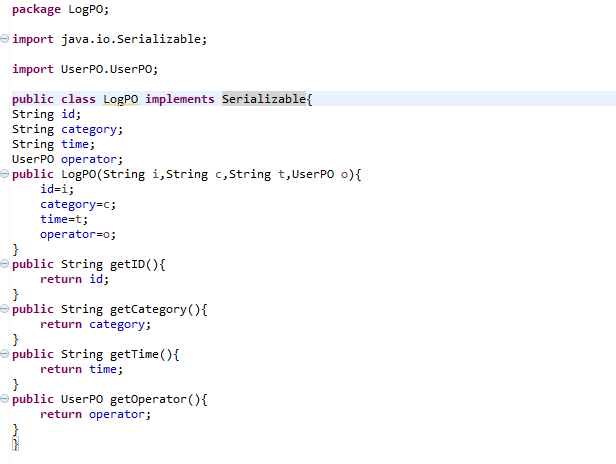 package LogPO;
import java.io.Serializable;
import UserPO.UserPO;
public class LogPO implements Serializable{
String id;
String category;
String time;
UserPO operator;
public LogPO(String i,String c,String t,UserPO o){
    id=i;
    category=c;
    time=t;
    operator=o;
}
public String getID(){
    return id;
}
public String getCategory(){
    return category;
}
public String getTime(){
    return time;
}
public UserPO getOperator(){
    return operator;
}
}